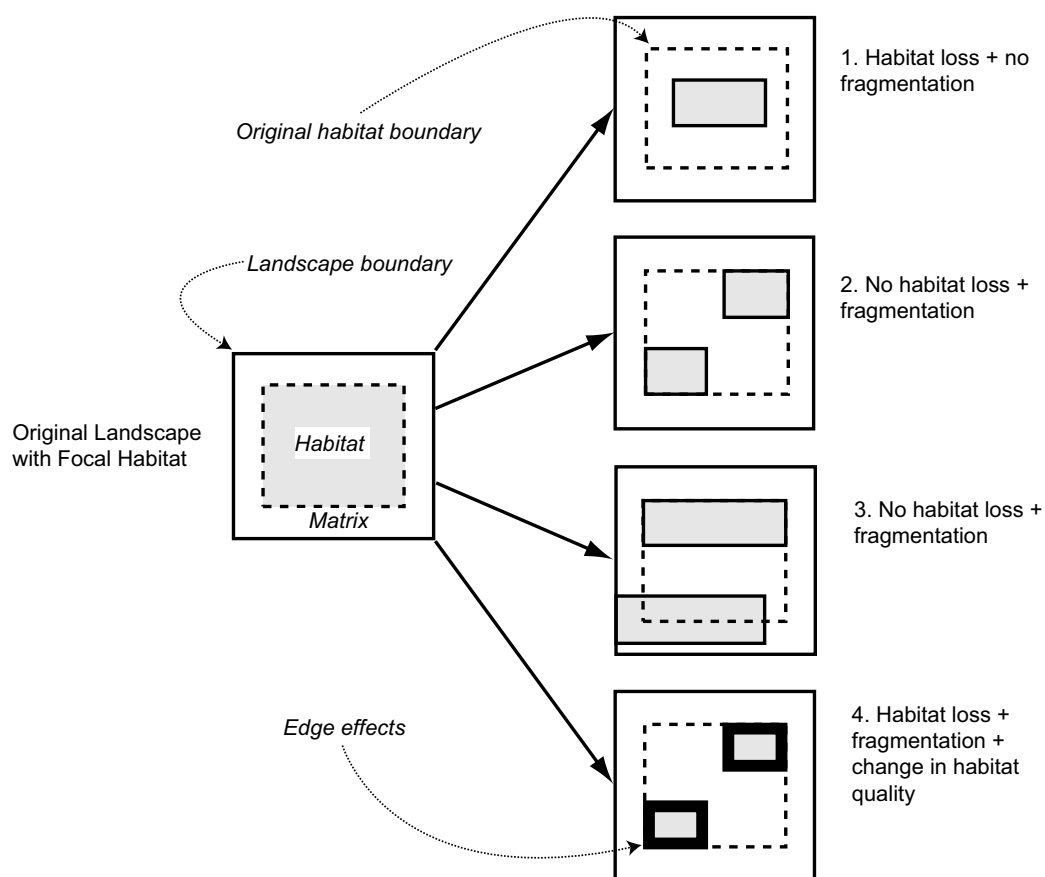 1. Habitat loss + no
fragmentation
Original habitat boundary
Landscape boundary
2. No habitat loss +
fragmentation
Original Landscape
with Focal Habitat
Habitat
Matrix
3. No habitat loss +
fragmentation
Edge effects
4. Habitat loss +
fragmentation +
change in habitat
quality